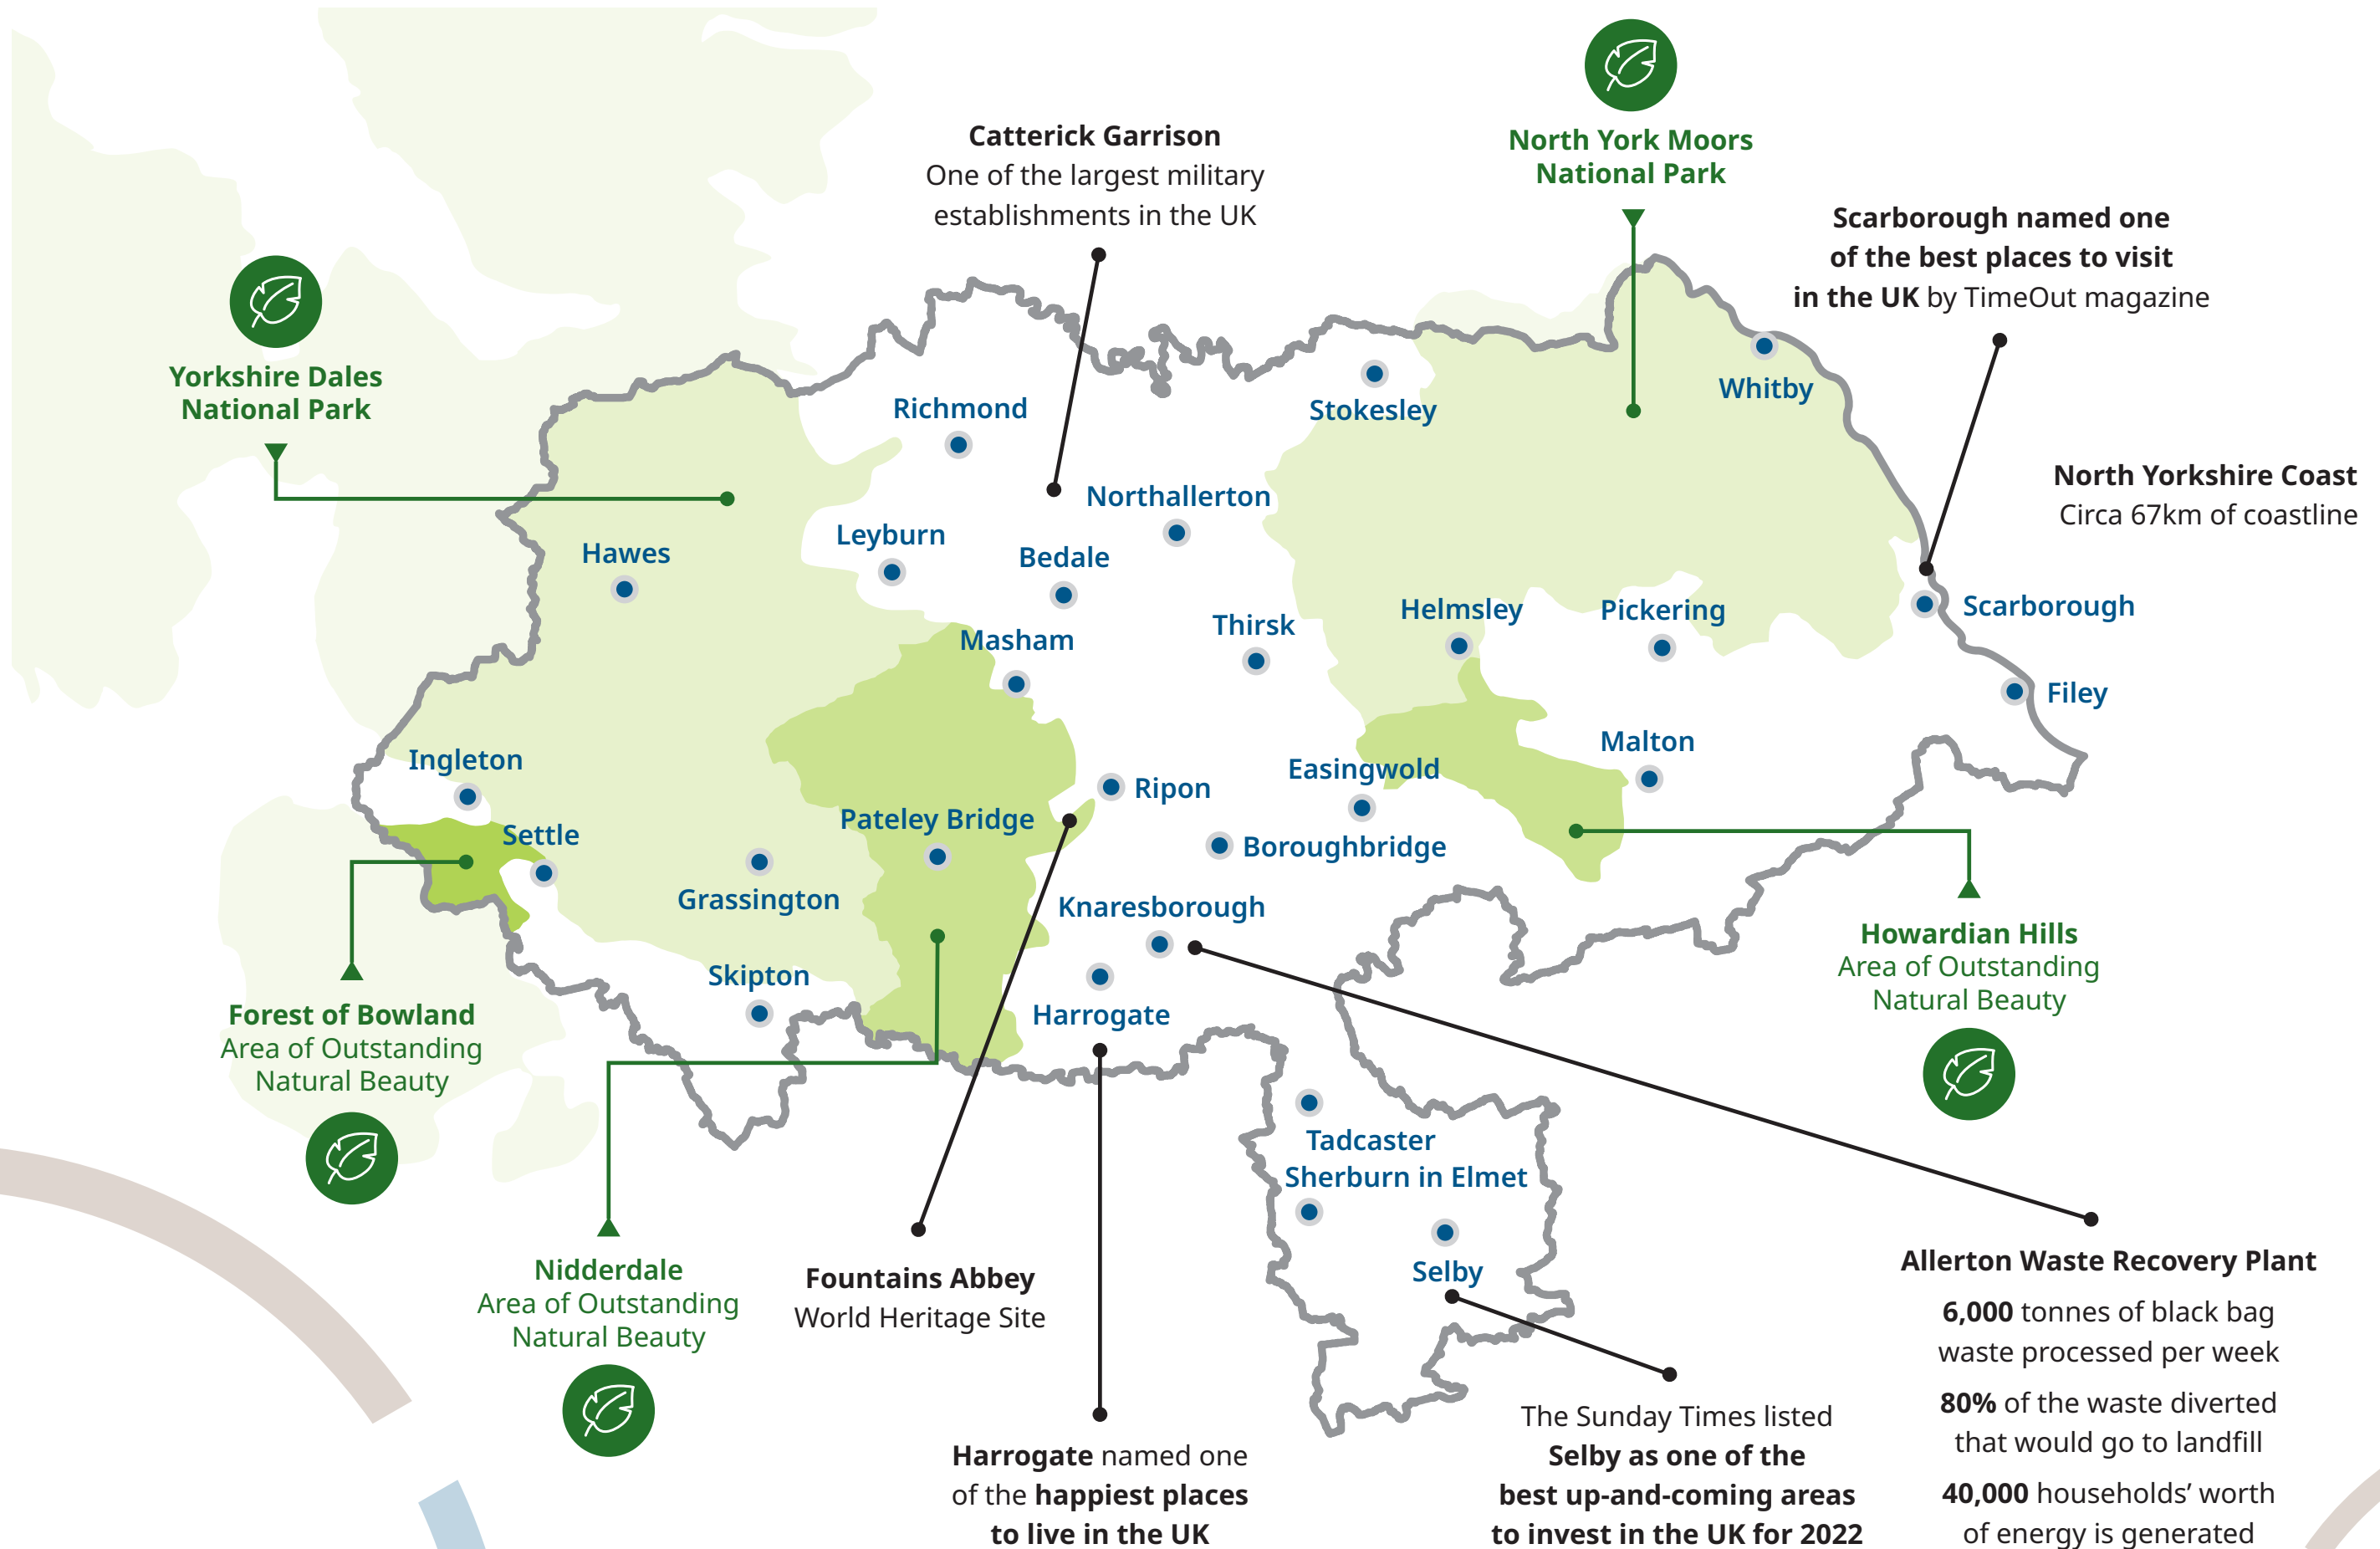 Catterick Garrison
One of the largest military
establishments in the UK
North York Moors
National Park
Scarborough named one
of the best places to visit
in the UK by TimeOut magazine
Yorkshire Dales
National Park
North Yorkshire Coast
Circa 67km of coastline
Richmond
Stokesley
Whitby
Northallerton
Leyburn
Bedale
Hawes
Masham
Thirsk
Helmsley
Pickering
Scarborough
Filey
Ingleton
Malton
Easingwold
Ripon
Pateley Bridge
Settle
Boroughbridge
Grassington
Knaresborough
Skipton
Harrogate
Howardian Hills
Area of Outstanding
Natural Beauty
Forest of Bowland
Area of Outstanding
Natural Beauty
Tadcaster
Sherburn in Elmet
Selby
Nidderdale
Area of Outstanding
Natural Beauty
Fountains Abbey
World Heritage Site
Harrogate named one
of the happiest places
to live in the UK
The Sunday Times listed
Selby as one of the
best up-and-coming areas
to invest in the UK for 2022
Allerton Waste Recovery Plant
6,000 tonnes of black bag
waste processed per week
80% of the waste diverted
that would go to landfill
40,000 households’ worth
of energy is generated